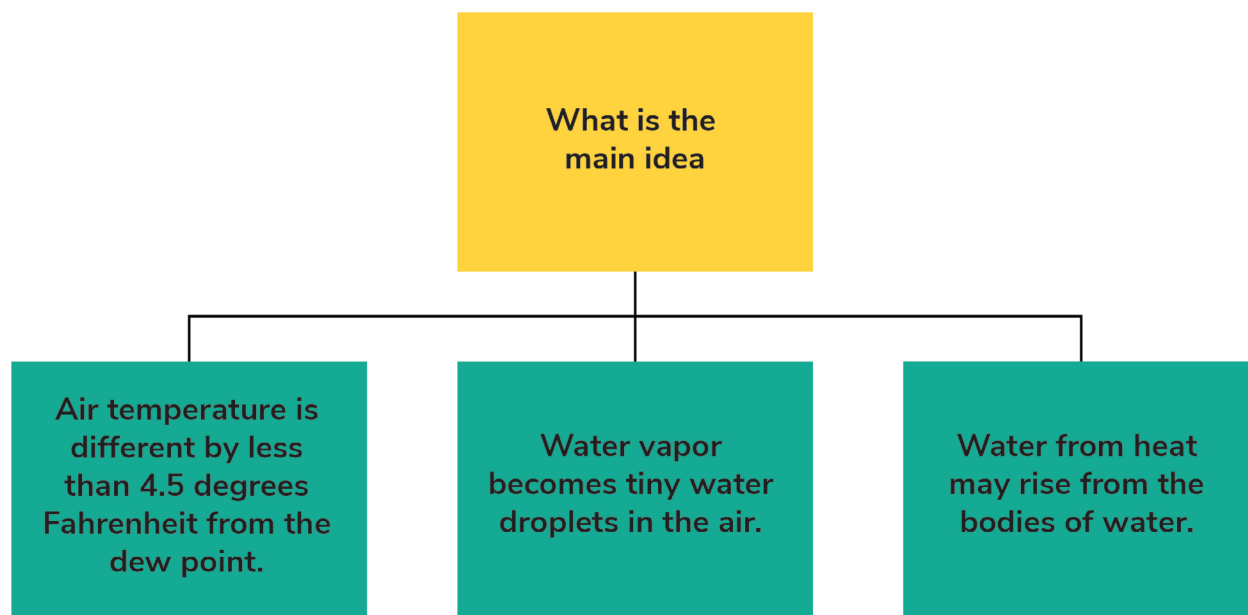 What is the
main idea
Air temperature is
different by less
than 4.5 degrees
Fahrenheit from the
dew point.
Water vapor
becomes tiny water
droplets in the air.
Water from heat
may rise from the
bodies of water.